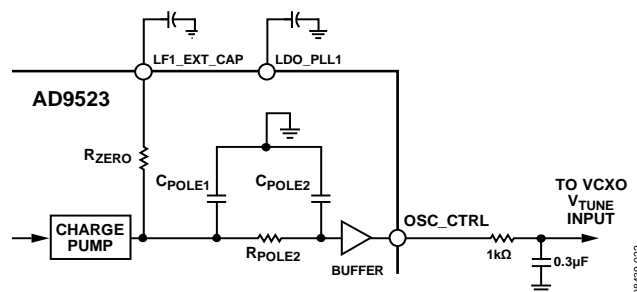 LF1_EXT_CAP
LDO_PLL1
AD9523
RZERO
CPOLE1
CPOLE2
TO VCXO
VTUNE
INPUT
OSC_CTRL
CHARGE
PUMP
RPOLE2
BUFFER
1kΩ
0.3µF